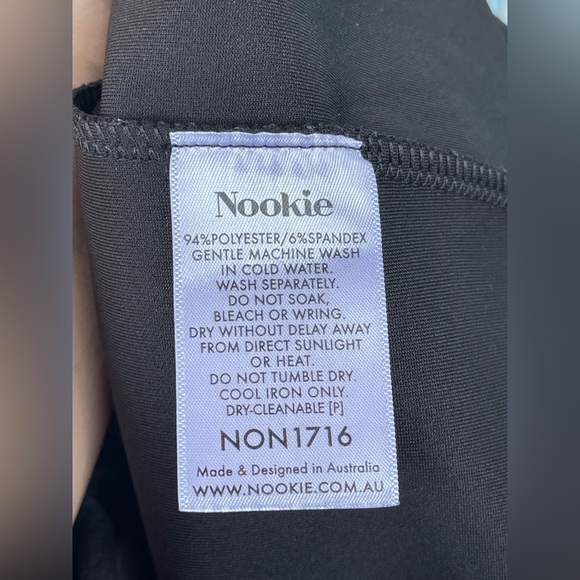 Nookie
94%POLYESTER/6%SPANDEX
GENTLE MACHINE WASH
IN COLD WATER.
WASH SEPARATELY.
DO NOT SOAK,
BLEACH OR WRING.
DRY WITHOUT DELAY AWAY
FROM DIRECT SUNLIGHT
OR HEAT.
DO NOT TUMBLE DRY.
COOL IRON ONLY.
DRY-CLEANABLE [P]
NON1716
Made & Designed in Australia
WWW.NOOKIE.COM.AU